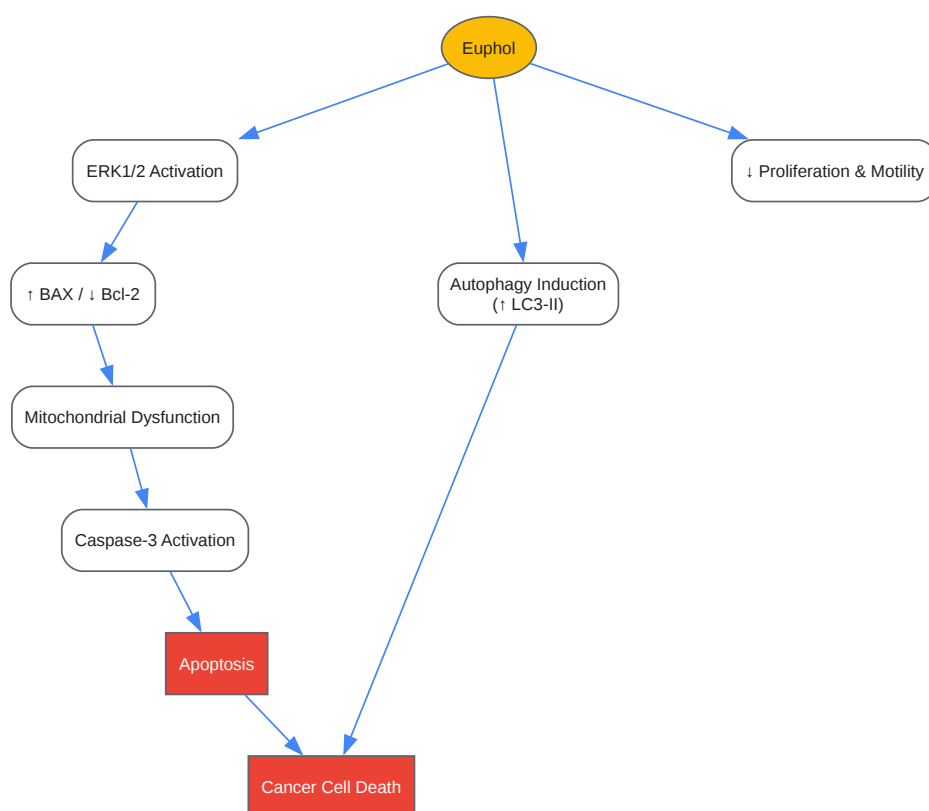 Euphol
ERK1/2 Activation
↓ Proliferation & Motility
↑ BAX / ↓ Bcl-2
Autophagy Induction
(↑ LC3-II)
Mitochondrial Dysfunction
Caspase-3 Activation
Apoptosis
Cancer Cell Death